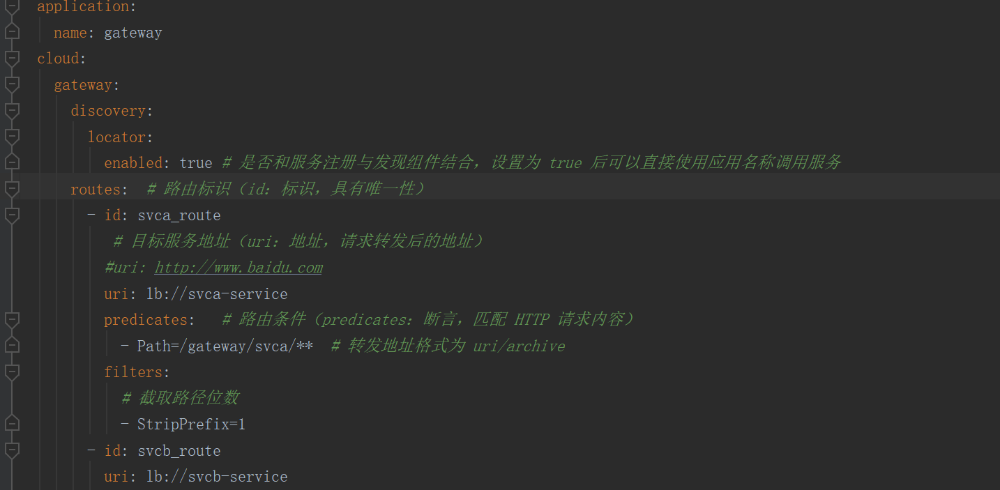 application:
name: gateway
cloud:
gateway:
discovery:
locator:
enabled: true # 是否和服务注册与发现组件结合，设置为 true 后可以直接使用应用名称调用服务
routes: # 路由标识（id：标识，具有唯一性）
- id: svca_route
# 目标服务地址（uri：地址，请求转发后的地址）
#uri: http://www.baidu.com
uri: lb://svca-service
predicates: # 路由条件（predicates：断言，匹配 HTTP 请求内容）
- Path=/gateway/svca/** # 转发地址格式为 uri/archive
filters:
# 截取路径位数
- StripPrefix=1
- id: svcb_route
uri: lb://svcb-service